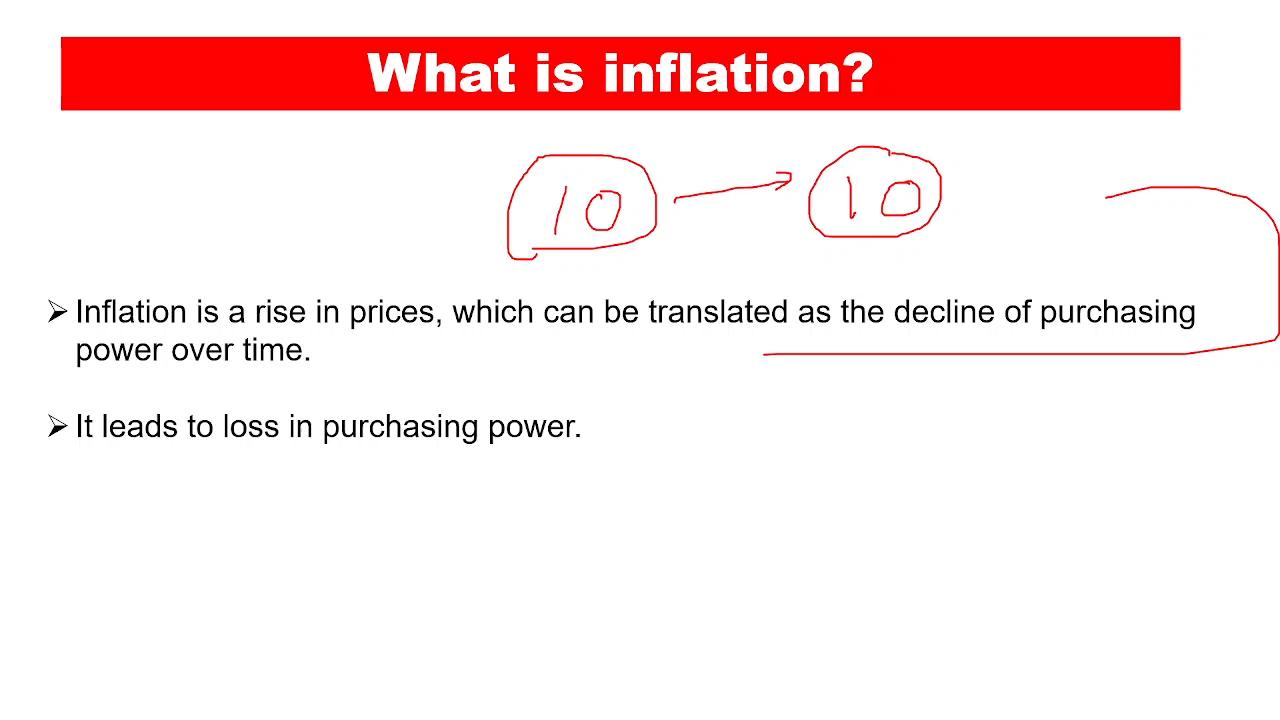 What is inflation?
10 10
➢ Inflation is a rise in prices, which can be translated as the decline of purchasing
power over time.
➢ It leads to loss in purchasing power.